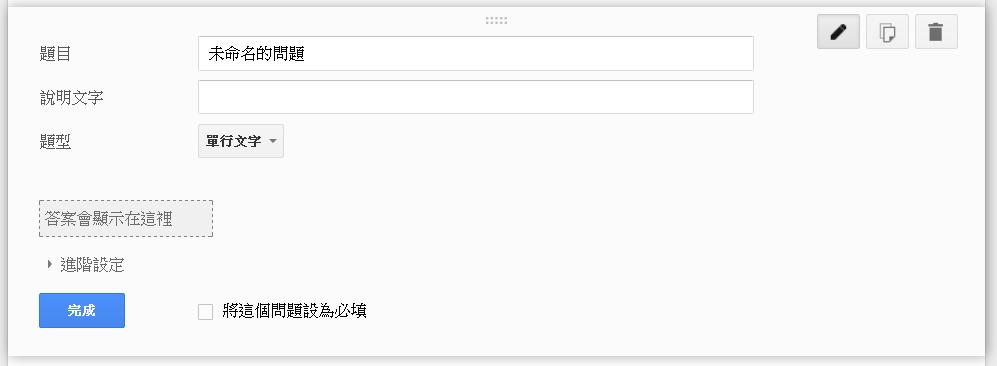 題目
未命名的問題
說明文字
題型
單行文字
答案會顯示在這裡
進階設定
完成
將這個問題設為必填